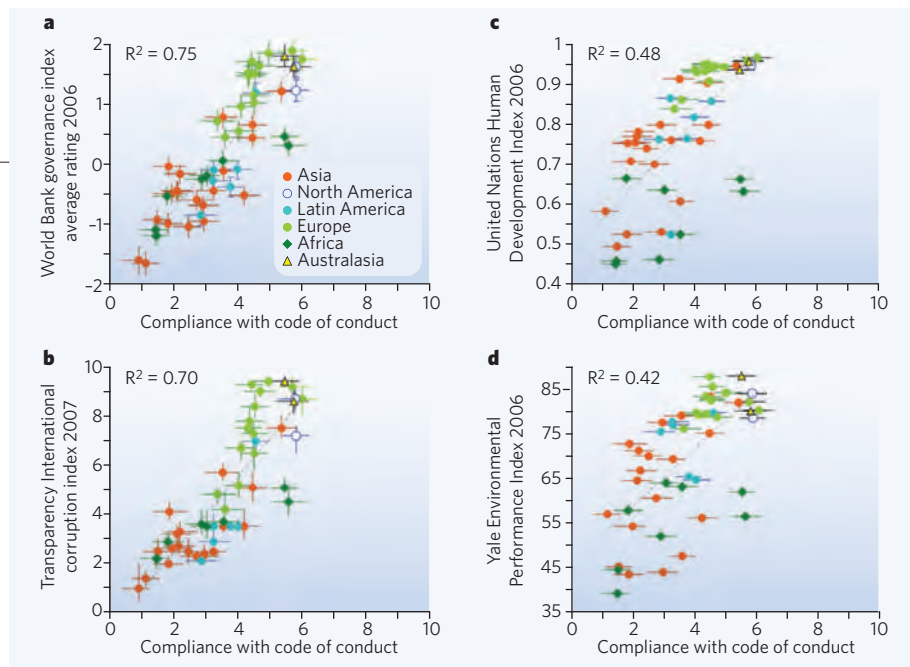 a
R² = 0.75
World Bank governance index
average rating 2006
2
1
0
–1
–2
0
2
4
6
8
10
Compliance with code of conduct
Asia
North America
Latin America
Europe
Africa
Australasia
b
R² = 0.70
Transparency International
corruption index 2007
10
8
6
4
2
0
0
2
4
6
8
10
Compliance with code of conduct
c
R² = 0.48
United Nations Human
Development Index 2006
1
0.9
0.8
0.7
0.6
0.5
0.4
0
2
4
6
8
10
Compliance with code of conduct
d
R² = 0.42
Yale Environmental
Performance Index 2006
85
75
65
55
45
35
0
2
4
6
8
10
Compliance with code of conduct